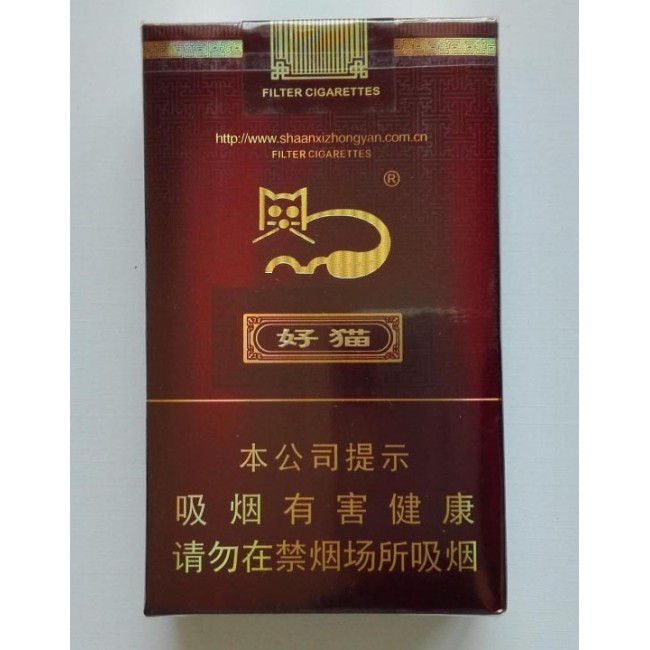 FILTER CIGARETTES
http://www.shaanxizhongyan.com.cn
FILTER CIGARETTES
®
好猫
本公司提示
吸烟有害健康
请勿在禁烟场所吸烟